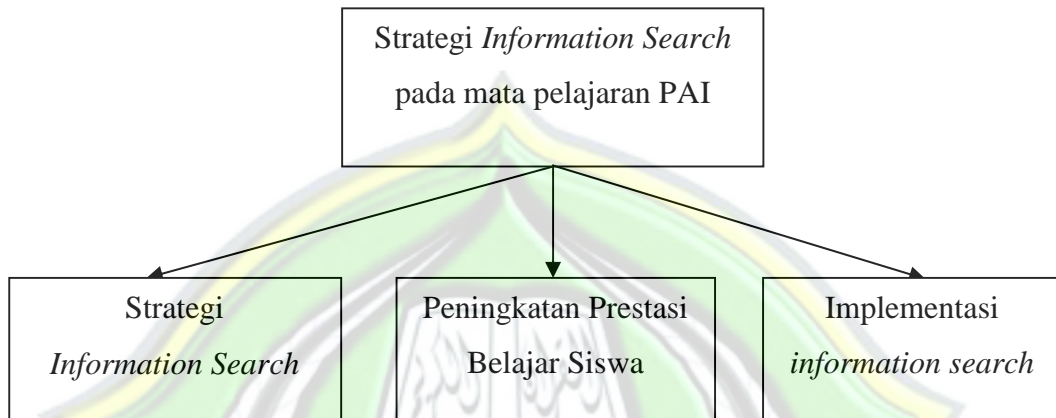 Strategi Information Search
pada mata pelajaran PAI
Strategi
Information Search
Peningkatan Prestasi
Belajar Siswa
Implementasi
information search